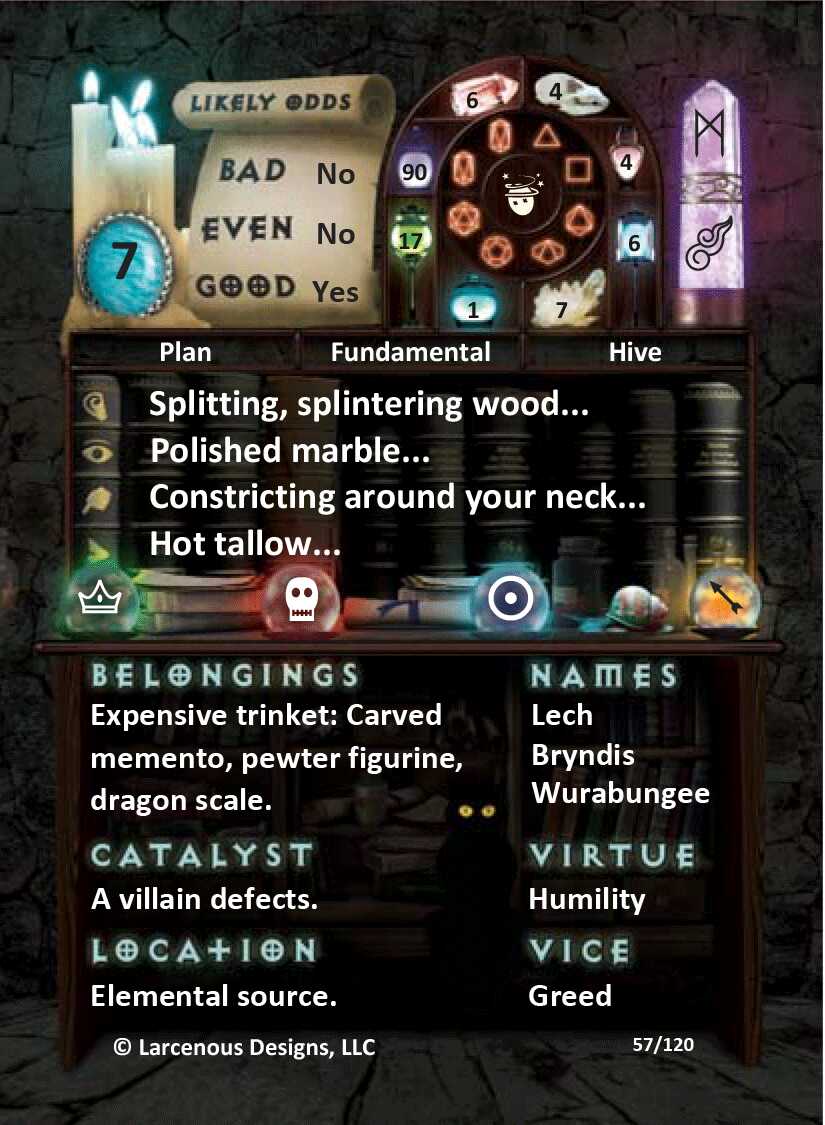 LIKELY ODDS
BAD No
EVEN No
GOOD Yes
7
6
4
90
4
17
6
1
7
ᛗ
Plan Fundamental Hive
Splitting, splintering wood...
Polished marble...
Constricting around your neck...
Hot tallow...
BELONGINGS
Expensive trinket: Carved
memento, pewter figurine,
dragon scale.
NAMES
Lech
Bryndis
Wurabungee
CATALYST
A villain defects.
VIRTUE
Humility
LOCATION
Elemental source.
VICE
Greed
© Larcenous Designs, LLC
57/120